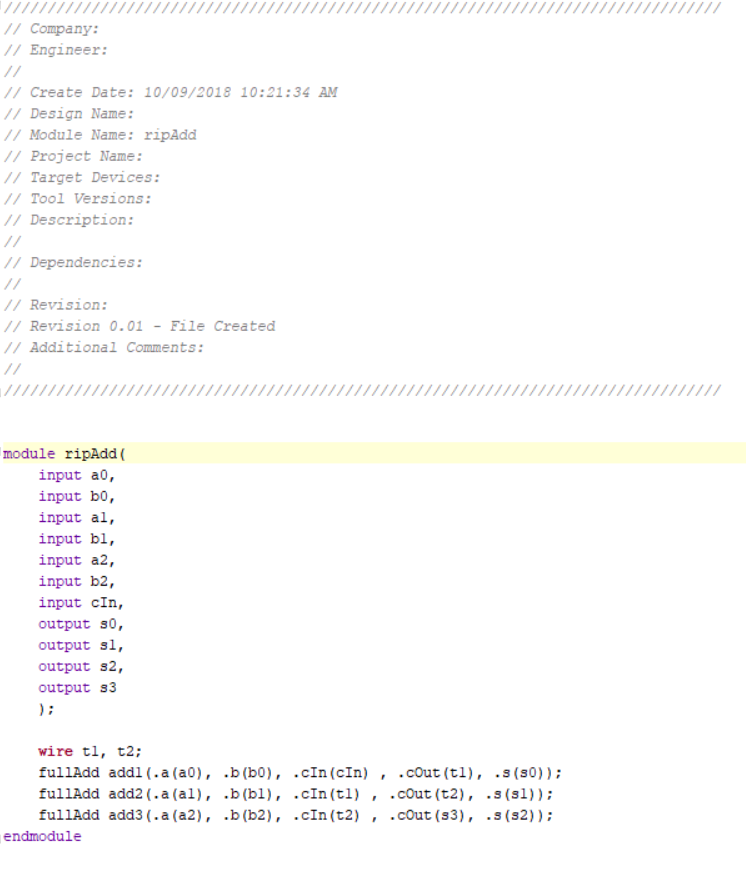 ////////////////////////////////////////////////////////////////////////////////
// Company:
// Engineer:
//
// Create Date: 10/09/2018 10:21:34 AM
// Design Name:
// Module Name: ripAdd
// Project Name:
// Target Devices:
// Tool Versions:
// Description:
//
// Dependencies:
//
// Revision:
// Revision 0.01 - File Created
// Additional Comments:
//
////////////////////////////////////////////////////////////////////////////////
module ripAdd(
input a0,
input b0,
input a1,
input b1,
input a2,
input b2,
input cIn,
output s0,
output s1,
output s2,
output s3
);
wire t1, t2;
fullAdd add1(.a(a0), .b(b0), .cIn(cIn) , .cOut(t1), .s(s0));
fullAdd add2(.a(a1), .b(b1), .cIn(t1) , .cOut(t2), .s(s1));
fullAdd add3(.a(a2), .b(b2), .cIn(t2) , .cOut(s3), .s(s2));
endmodule